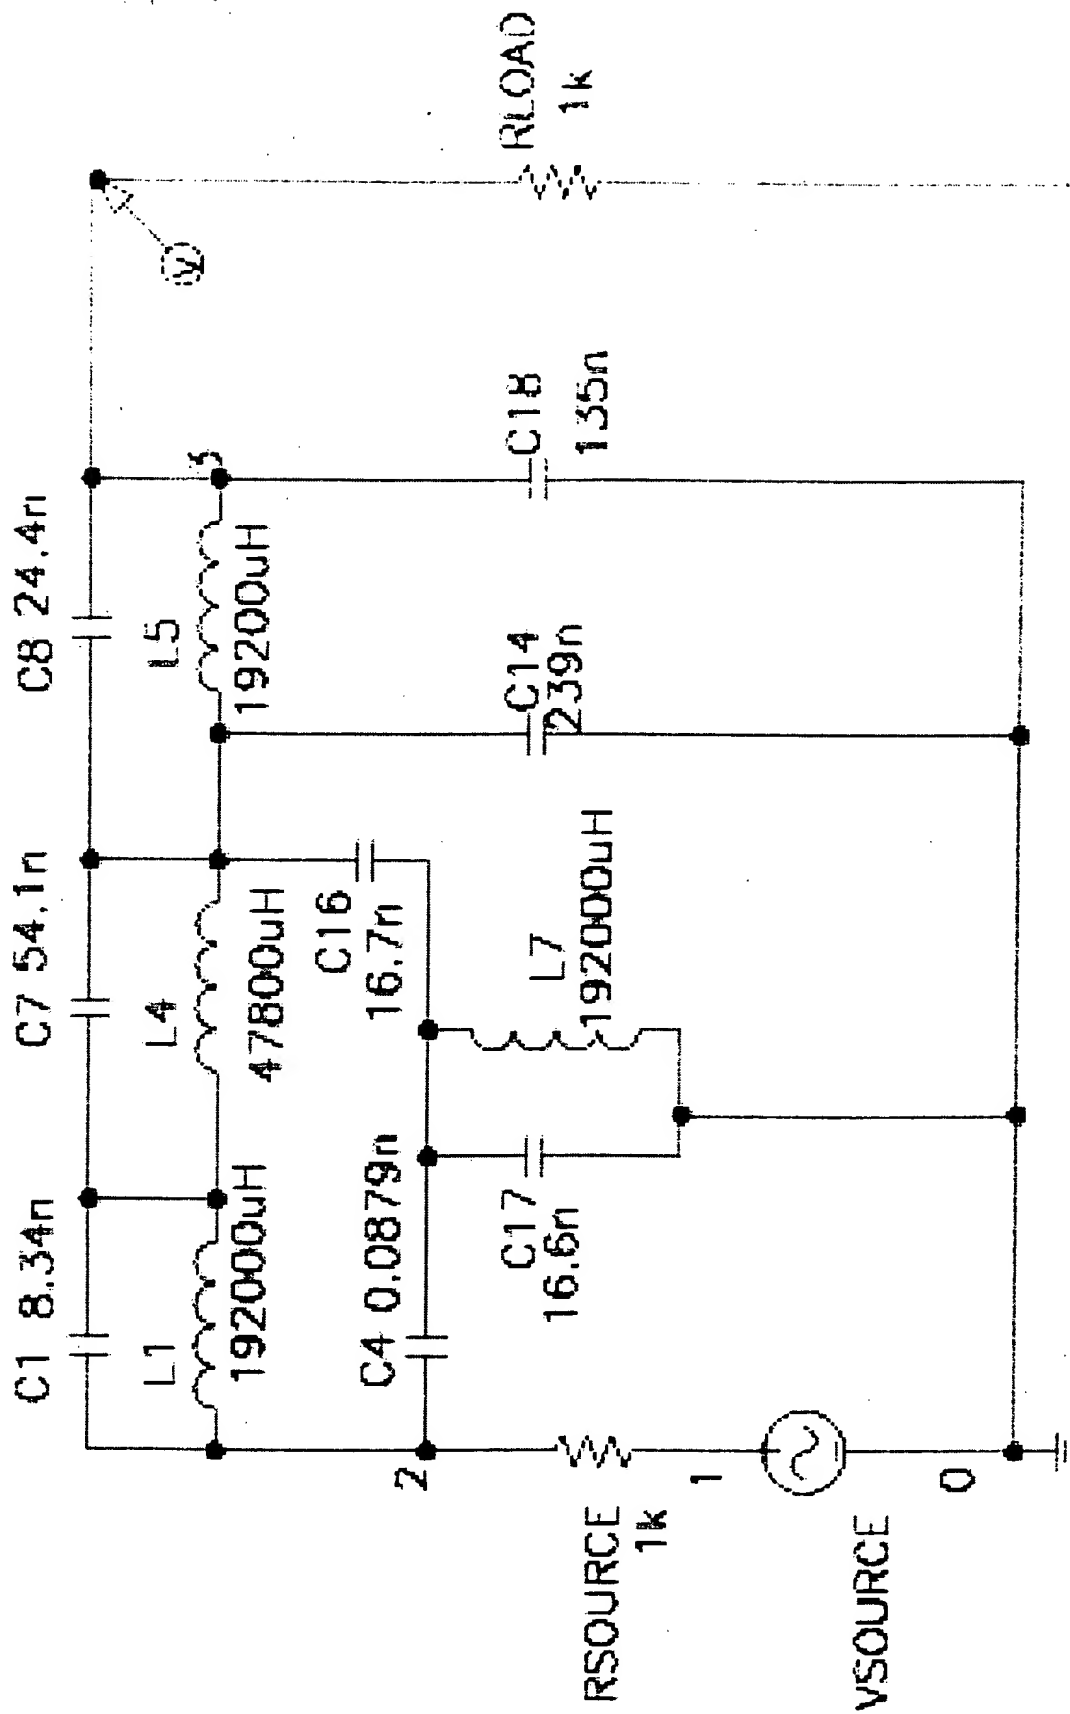 C1 8.34n
C7 54.1n
C8 24.4n
L1
192000uH
L4
47800uH
L5
19200uH
3
V
2
C4 0.0879n
C16
16.7n
C17
16.6n
L7
192000uH
C14
239n
C18
135n
RLOAD
1k
RSOURCE
1k
1
VSOURCE
0